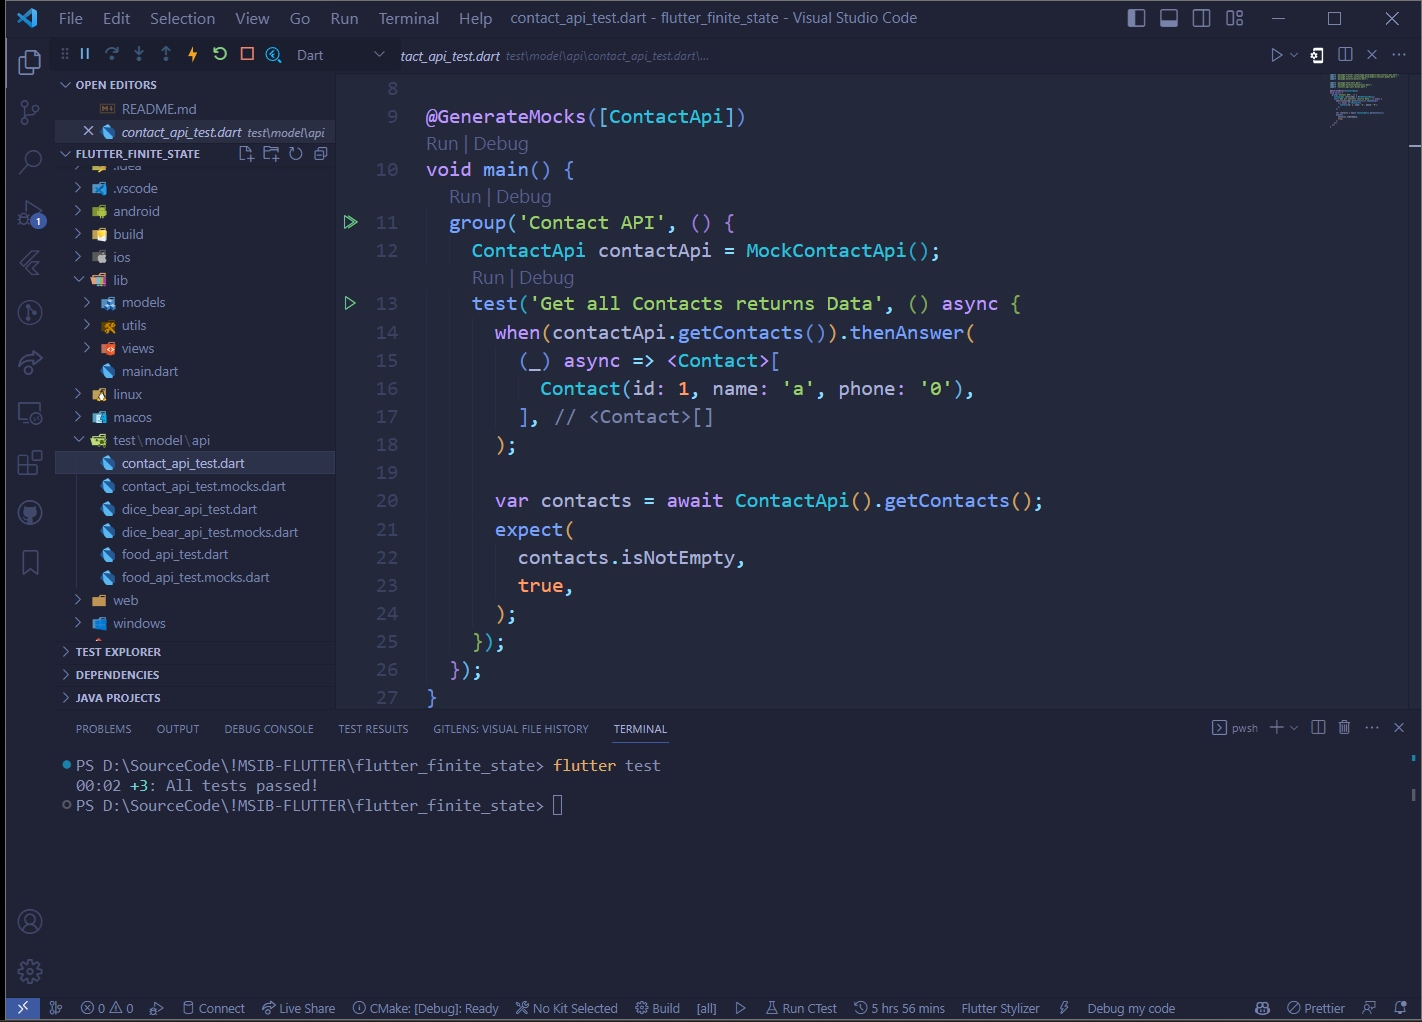 File Edit Selection View Go Run Terminal Help contact_api_test.dart - flutter_finite_state - Visual Studio Code
Dart
tact_api_test.dart test\model\api\contact_api_test.dart\...
OPEN EDITORS
README.md
contact_api_test.dart test\model\api
FLUTTER_FINITE_STATE
.idea
.vscode
android
build
ios
lib
models
utils
views
main.dart
linux
macos
test\model\api
contact_api_test.dart
contact_api_test.mocks.dart
dice_bear_api_test.dart
dice_bear_api_test.mocks.dart
food_api_test.dart
food_api_test.mocks.dart
web
windows
TEST EXPLORER
DEPENDENCIES
JAVA PROJECTS
1
8
9 @GenerateMocks([ContactApi])
Run | Debug
10 void main() {
Run | Debug
11 group('Contact API', () {
12 ContactApi contactApi = MockContactApi();
Run | Debug
13 test('Get all Contacts returns Data', () async {
14 when(contactApi.getContacts()).thenAnswer(
15 (_) async => <Contact>[
16 Contact(id: 1, name: 'a', phone: '0'),
17 ], // <Contact>[]
18 );
19
20 var contacts = await ContactApi().getContacts();
21 expect(
22 contacts.isNotEmpty,
23 true,
24 );
25 });
26 });
27 }
PROBLEMS OUTPUT DEBUG CONSOLE TEST RESULTS GITLENS: VISUAL FILE HISTORY TERMINAL
pwsh
PS D:\SourceCode\!MSIB-FLUTTER\flutter_finite_state> flutter test
00:02 +3: All tests passed!
PS D:\SourceCode\!MSIB-FLUTTER\flutter_finite_state>
0 0 Connect Live Share CMake: [Debug]: Ready No Kit Selected Build [all] Run CTest 5 hrs 56 mins Flutter Stylizer Debug my code Prettier